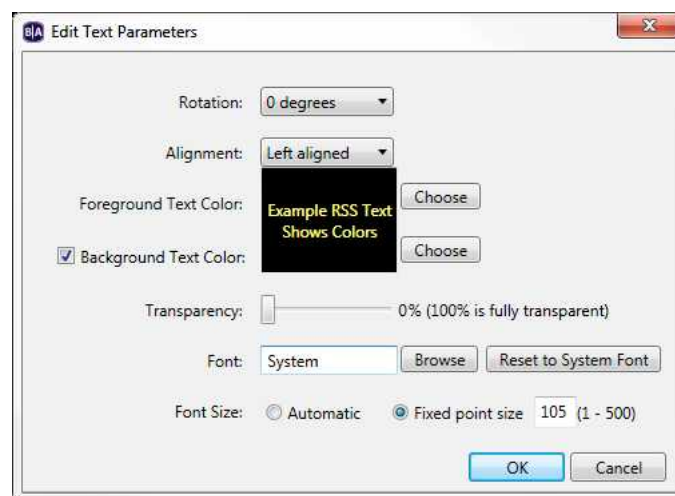 B|A Edit Text Parameters
Rotation: 0 degrees
Alignment: Left aligned
Foreground Text Color: Choose
Example RSS Text
Shows Colors
Background Text Color: Choose
Transparency: 0% (100% is fully transparent)
Font: System Browse Reset to System Font
Font Size: Automatic Fixed point size 105 (1 - 500)
OK Cancel